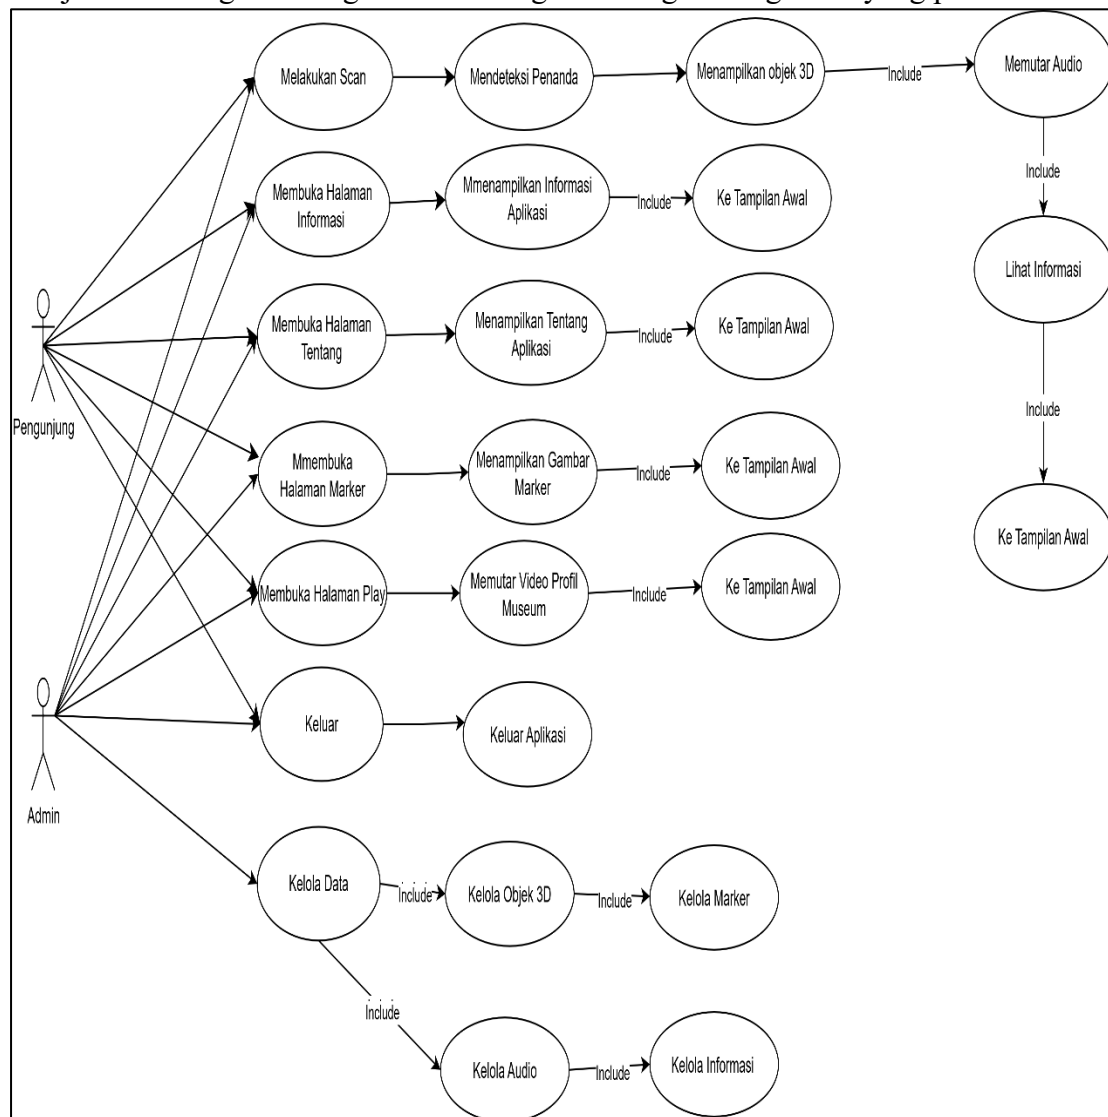 Melakukan Scan
Mendeteksi Penanda
Menampilkan objek 3D
Include
Memutar Audio
Include
Membuka Halaman
Informasi
Mmenampilkan Informasi
Aplikasi
Include
Ke Tampilan Awal
Lihat Informasi
Membuka Halaman
Tentang
Menampilkan Tentang
Aplikasi
Include
Ke Tampilan Awal
Pengunjung
Include
Mmembuka
Halaman Marker
Menampilkan Gambar
Marker
Include
Ke Tampilan Awal
Ke Tampilan Awal
Membuka Halaman Play
Memutar Video Profil
Museum
Include
Ke Tampilan Awal
Keluar
Keluar Aplikasi
Admin
Kelola Data
Include
Kelola Objek 3D
Include
Kelola Marker
Include
Kelola Audio
Include
Kelola Informasi